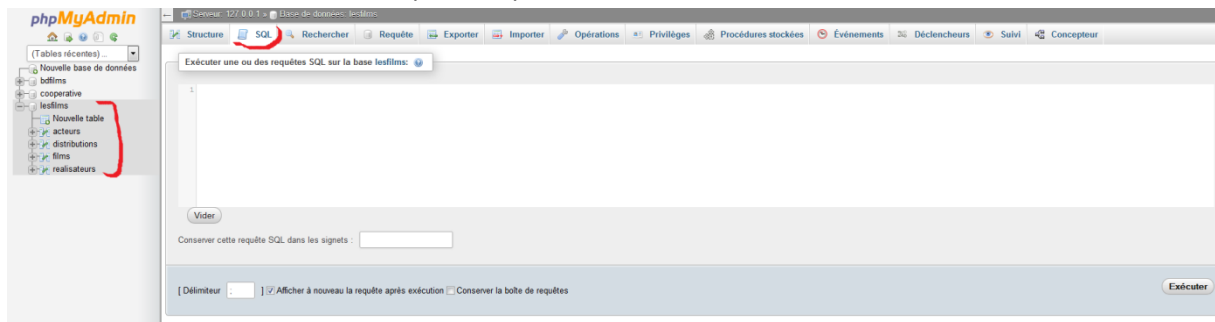 phpMyAdmin
(Tables récentes) ...
Nouvelle base de données
bdfilms
cooperative
lesfilms
Nouvelle table
acteurs
distributions
films
realisateurs
Serveur: 127.0.0.1 » Base de données: lesfilms
Structure SQL Rechercher Requête Exporter Importer Opérations Privilèges Procédures stockées Événements Déclencheurs Suivi Concepteur
Exécuter une ou des requêtes SQL sur la base lesfilms:
1
Vider
Conserver cette requête SQL dans les signets :
[ Délimiteur ; ] Afficher à nouveau la requête après exécution Conserver la boîte de requêtes
Exécuter